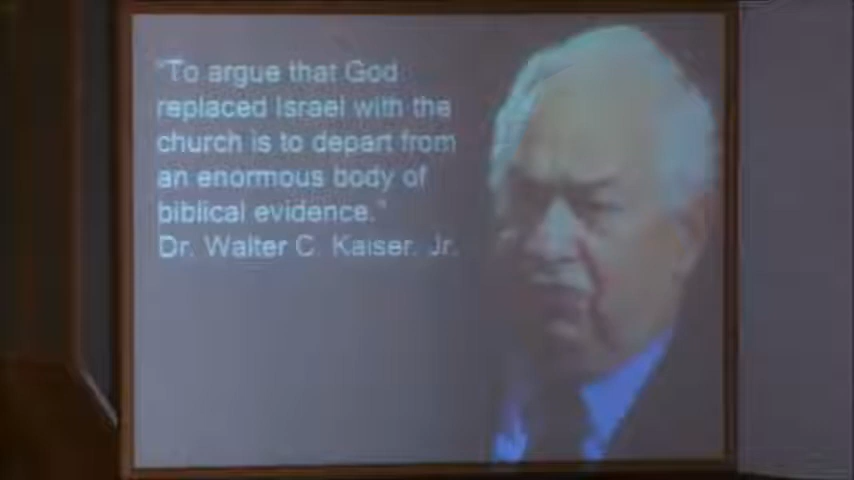 "To argue that God
replaced Israel with the
church is to depart from
an enormous body of
biblical evidence."
Dr. Walter C. Kaiser. Jr.